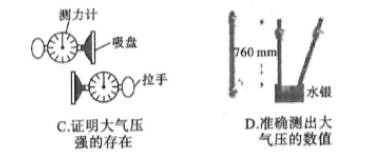 测力计
吸盘
拉手
C.证明大气压
强的存在
760 mm
水银
D.准确测出大
气压的数值